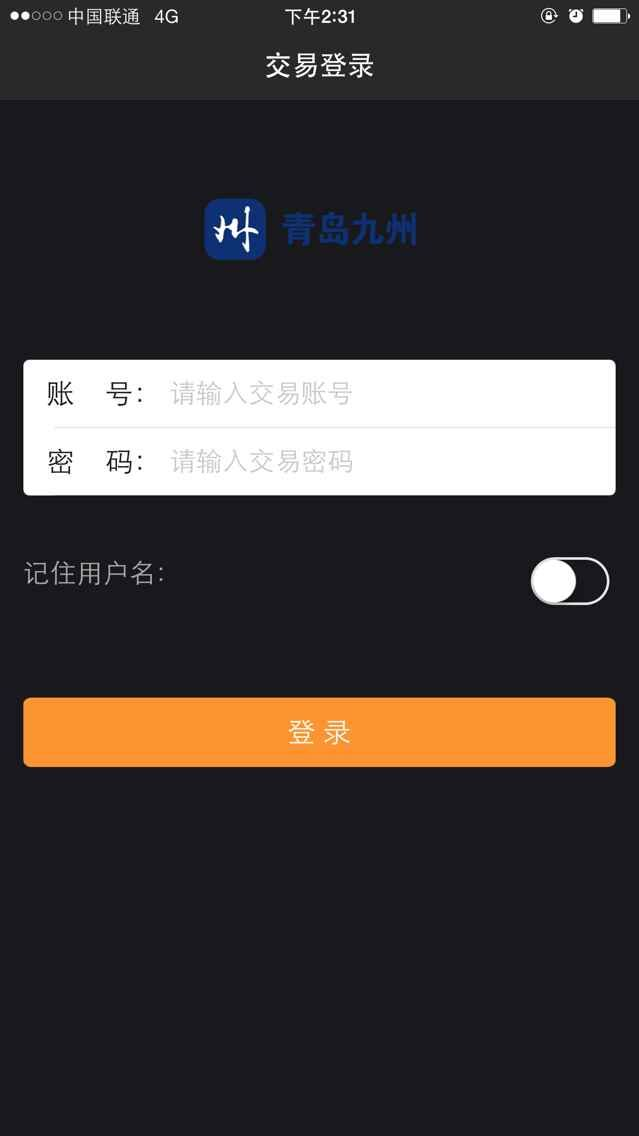 中国联通 4G 下午2:31
交易登录
州 青岛九州
账 号： 请输入交易账号
密 码： 请输入交易密码
记住用户名：
登 录